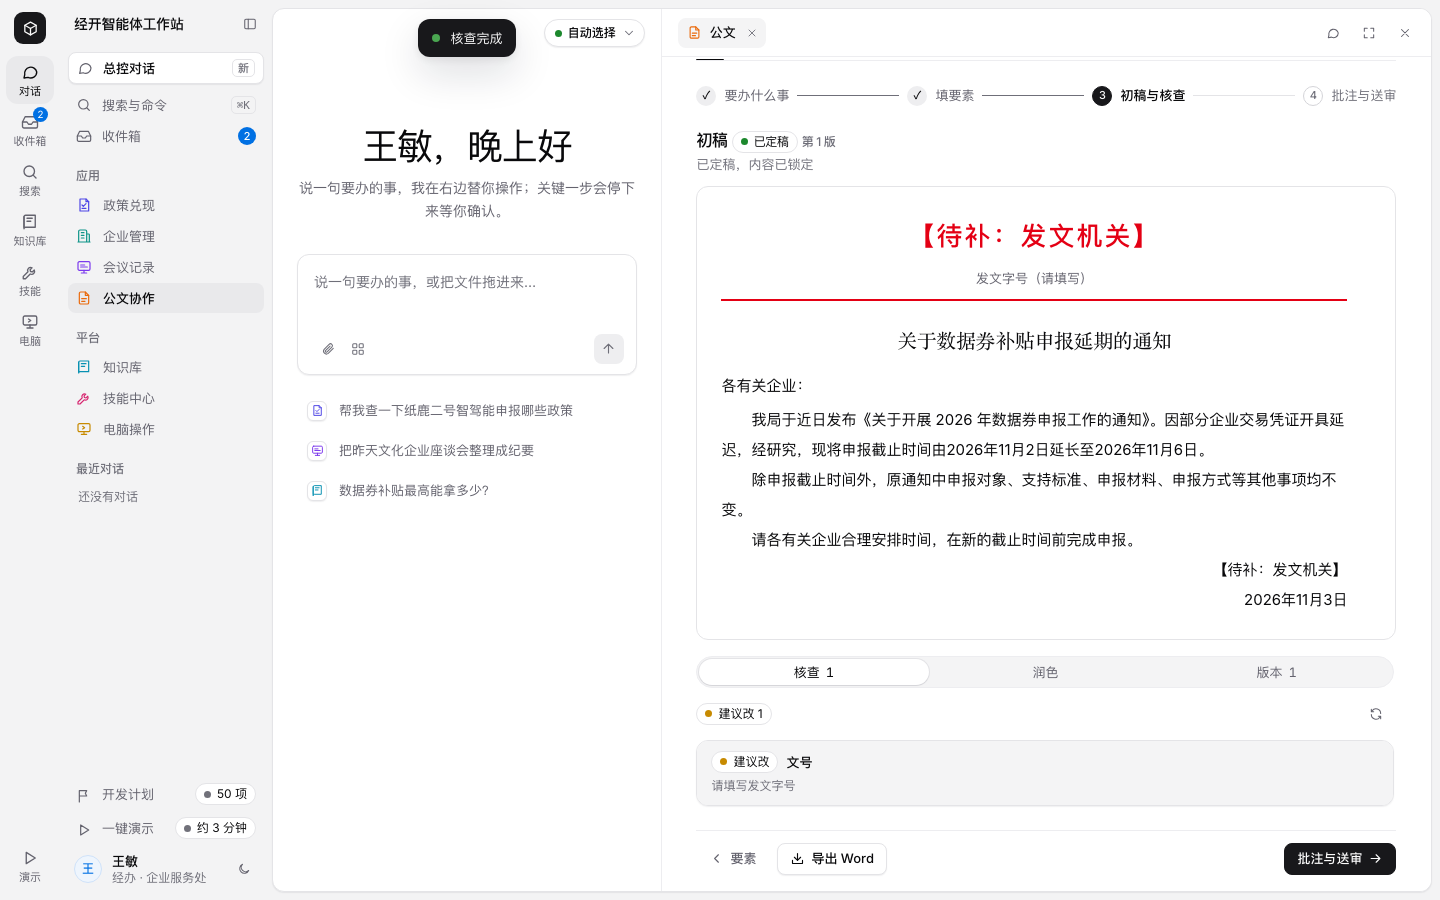 经开智能体工作站
对话
2
收件箱
搜索
知识库
技能
电脑
演示
总控对话 新
搜索与命令 ⌘K
收件箱 2
应用
政策兑现
企业管理
会议记录
公文协作
平台
知识库
技能中心
电脑操作
最近对话
还没有对话
开发计划 50 项
一键演示 约 3 分钟
王 王敏
经办 · 企业服务处
核查完成
自动选择
王敏，晚上好
说一句要办的事，我在右边替你操作；关键一步会停下
来等你确认。
说一句要办的事，或把文件拖进来...
帮我查一下纸鹿二号智驾能申报哪些政策
把昨天文化企业座谈会整理成纪要
数据券补贴最高能拿多少？
公文
✓ 要办什么事 ✓ 填要素 3 初稿与核查 4 批注与送审
初稿 已定稿 第 1 版
已定稿，内容已锁定
【待补：发文机关】
发文字号（请填写）
关于数据券补贴申报延期的通知
各有关企业：
我局于近日发布《关于开展 2026 年数据券申报工作的通知》。因部分企业交易凭证开具延
迟，经研究，现将申报截止时间由2026年11月2日延长至2026年11月6日。
除申报截止时间外，原通知中申报对象、支持标准、申报材料、申报方式等其他事项均不
变。
请各有关企业合理安排时间，在新的截止时间前完成申报。
【待补：发文机关】
2026年11月3日
核查 1 润色 版本 1
建议改 1
建议改 文号
请填写发文字号
要素 导出 Word 批注与送审 →